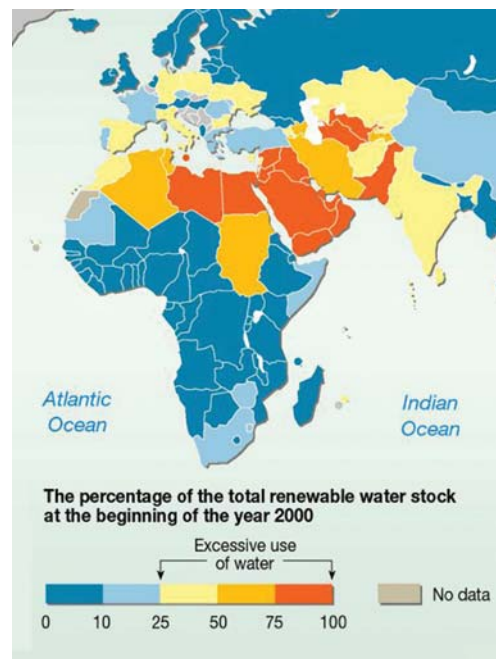 Atlantic
Ocean
Indian
Ocean
The percentage of the total renewable water stock
at the beginning of the year 2000
Excessive use
of water
No data
0 10 25 50 75 100